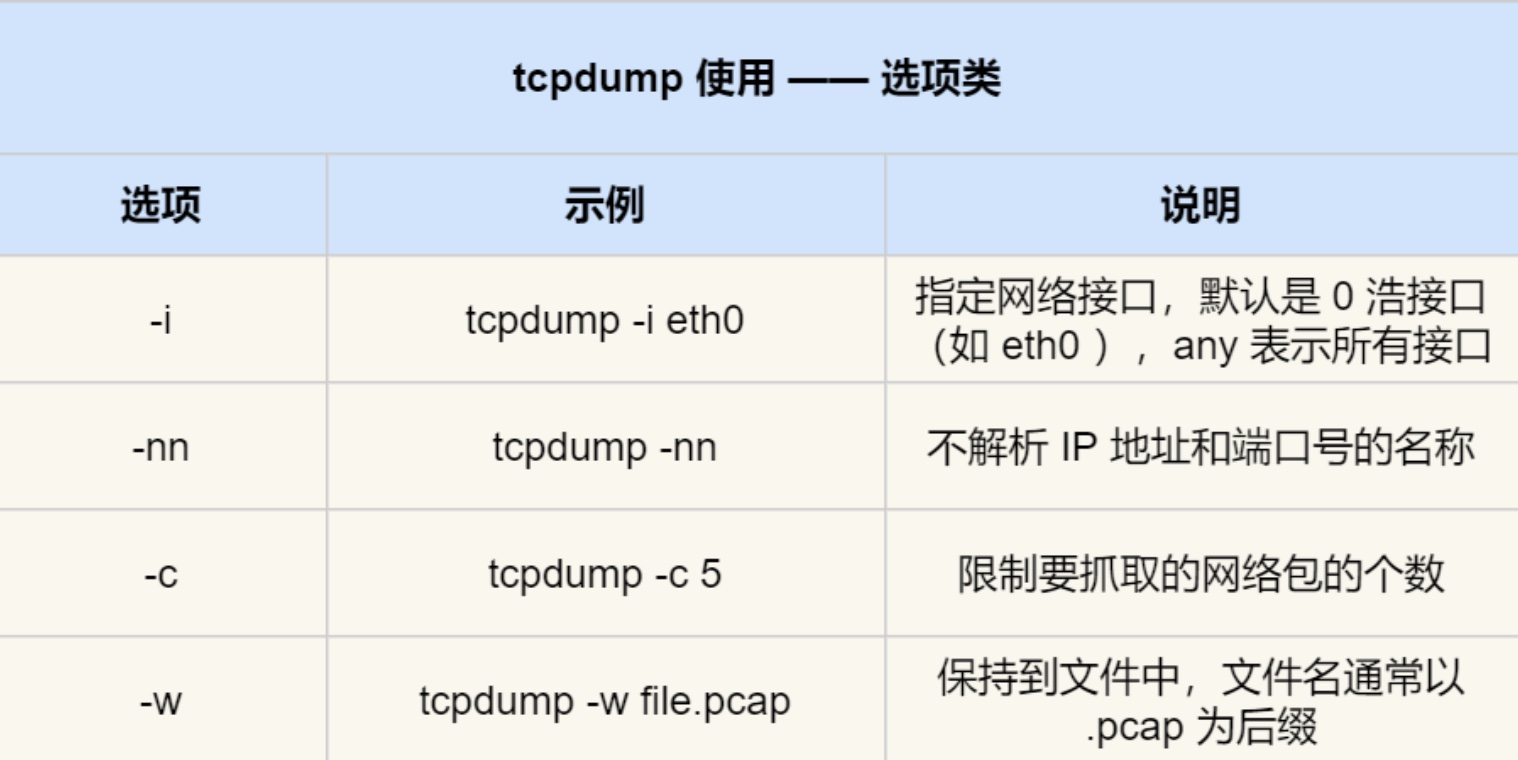 tcpdump 使用 —— 选项类
选项 示例 说明
-i tcpdump -i eth0 指定网络接口，默认是 0 浩接口
（如 eth0 ） ，any 表示所有接口
-nn tcpdump -nn 不解析 IP 地址和端口号的名称
-c tcpdump -c 5 限制要抓取的网络包的个数
-w tcpdump -w file.pcap 保持到文件中，文件名通常以
.pcap 为后缀